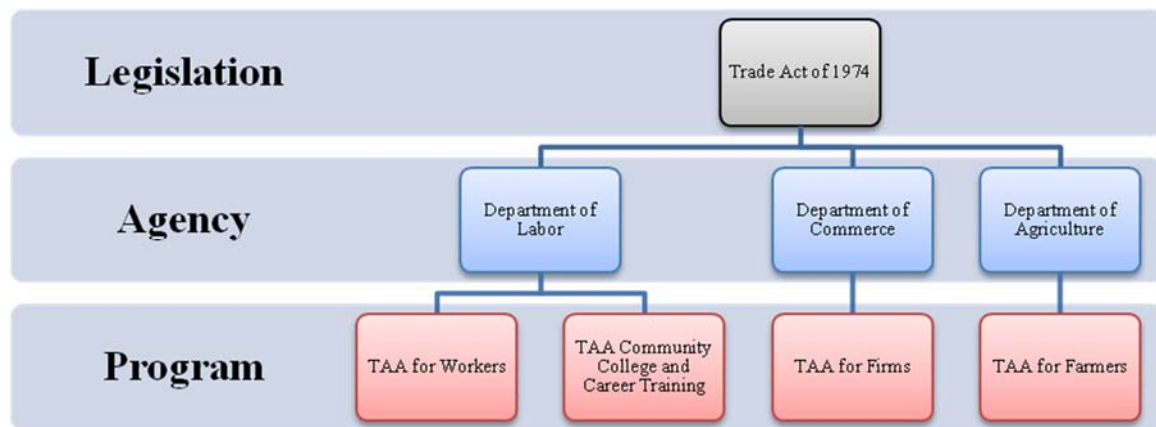 Legislation
Trade Act of 1974
Agency
Department of
Labor
Department of
Commerce
Department of
Agriculture
Program
TAA for Workers
TAA Community
College and
Career Training
TAA for Firms
TAA for Farmers